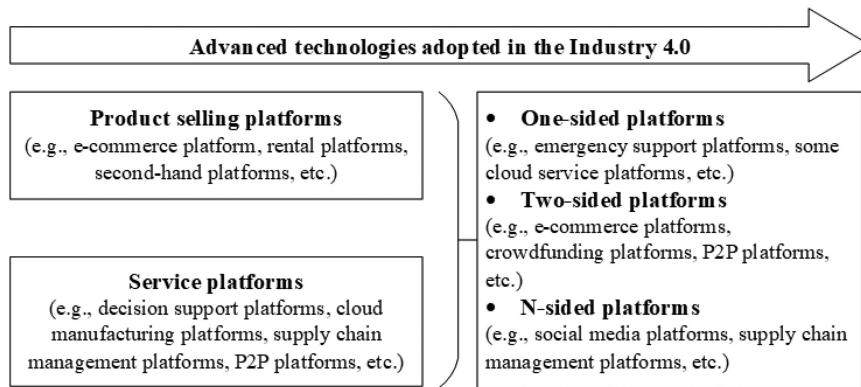 Advanced technologies adopted in the Industry 4.0
Product selling platforms
(e.g., e-commerce platform, rental platforms,
second-hand platforms, etc.)
Service platforms
(e.g., decision support platforms, cloud
manufacturing platforms, supply chain
management platforms, P2P platforms, etc.)
• One-sided platforms
(e.g., emergency support platforms, some
cloud service platforms, etc.)
• Two-sided platforms
(e.g., e-commerce platforms,
crowdfunding platforms, P2P platforms,
etc.)
• N-sided platforms
(e.g., social media platforms, supply chain
management platforms, etc.)